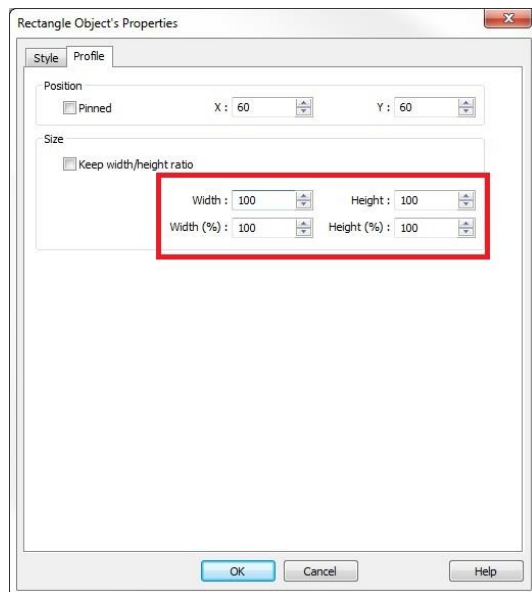 Rectangle Object's Properties
Style Profile
Position
Pinned X : 60 Y : 60
Size
Keep width/height ratio
Width : 100 Height : 100
Width (%) : 100 Height (%) : 100
OK Cancel Help